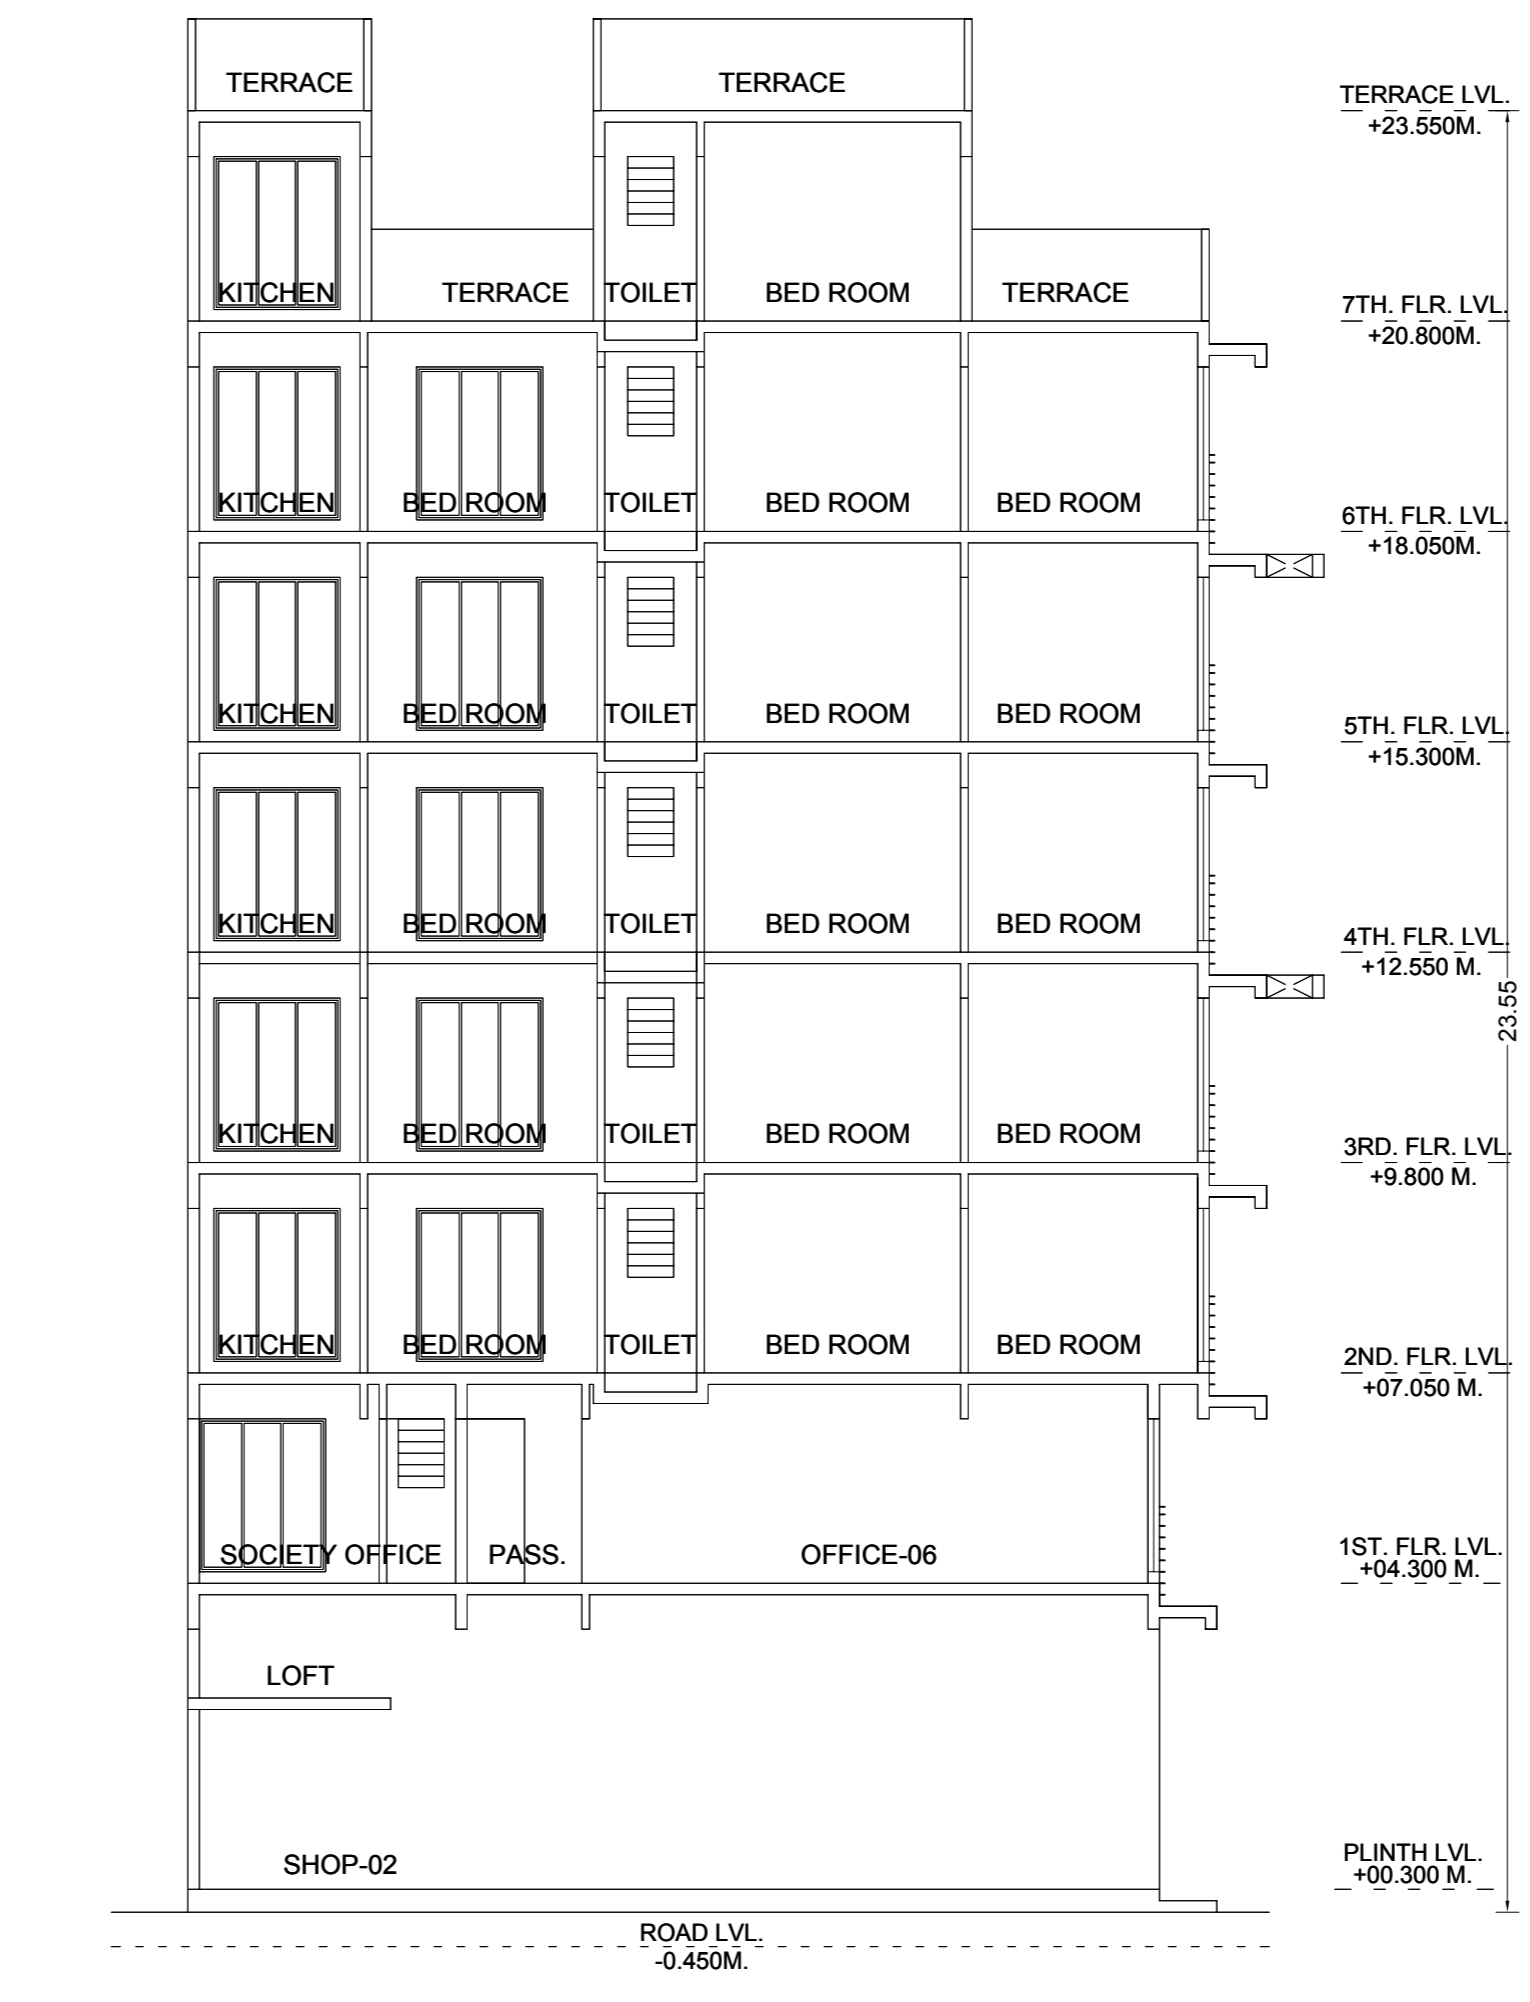 TERRACE TERRACE
TERRACE LVL.
+23.550M.
KITCHEN TERRACE TOILET BED ROOM TERRACE
7TH. FLR. LVL.
+20.800M.
KITCHEN BED ROOM TOILET BED ROOM BED ROOM
6TH. FLR. LVL.
+18.050M.
KITCHEN BED ROOM TOILET BED ROOM BED ROOM
5TH. FLR. LVL.
+15.300M.
KITCHEN BED ROOM TOILET BED ROOM BED ROOM
4TH. FLR. LVL.
+12.550 M.
23.55
KITCHEN BED ROOM TOILET BED ROOM BED ROOM
3RD. FLR. LVL.
+9.800 M.
KITCHEN BED ROOM TOILET BED ROOM BED ROOM
2ND. FLR. LVL.
+07.050 M.
SOCIETY OFFICE PASS. OFFICE-06
1ST. FLR. LVL.
+04.300 M.
LOFT
SHOP-02
PLINTH LVL.
+00.300 M.
ROAD LVL.
-0.450M.